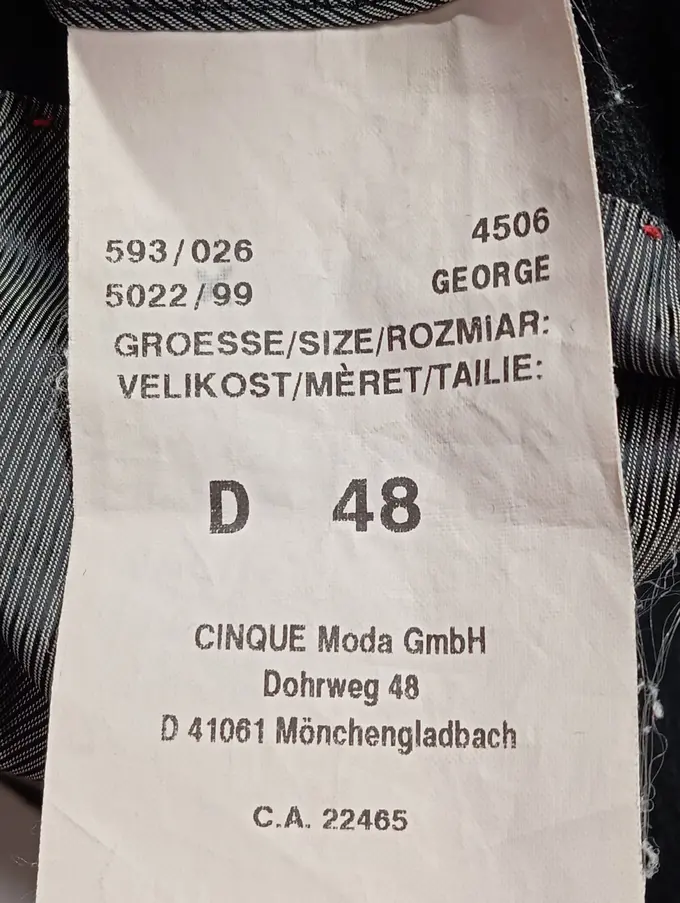 593/026 4506
5022/99 GEORGE
GROESSE/SIZE/ROZMiAR:
VELIKOST/MÈRET/TAILIE:
D 48
CINQUE Moda GmbH
Dohrweg 48
D 41061 Mönchengladbach
C.A. 22465